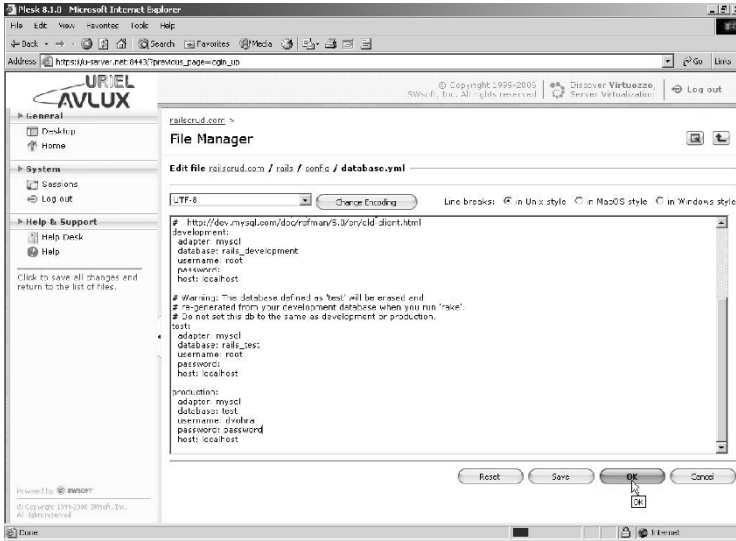 Plesk 8.1.0 Microsoft Internet Explorer
File Edit View Favorites Tools Help
Back Search Favorites Media
Address https://u-server.net:8443/?previous_page=login_up Go Links
URIEL
AVLUX
© Copyright 1999-2006
SWsoft, Inc. All rights reserved
Discover Virtuozzo,
Server Virtualization
Log out
General
Desktop
Home
System
Sessions
Log out
Help & Support
Help Desk
Help
Click to save all changes and
return to the list of files.
railscrud.com >
File Manager
Edit file railscrud.com / rails / config / database.yml
UTF-8 Change Encoding Line breaks: in Unix style in MacOS style in Windows style
# http://dev.mysql.com/doc/refman/5.0/en/old-client.html
development:
adapter: mysql
database: rails_development
username: root
password:
host: localhost
# Warning: The database defined as 'test' will be erased and
# re-generated from your development database when you run 'rake'.
# Do not set this db to the same as development or production.
test:
adapter: mysql
database: rails_test
username: root
password:
host: localhost
production:
adapter: mysql
database: test
username: dvohra
password: password
host: localhost
Reset Save OK Cancel
OK
Powered by SWSOFT
© Copyright 1999-2006 SWsoft, Inc.
All rights reserved
Done Internet